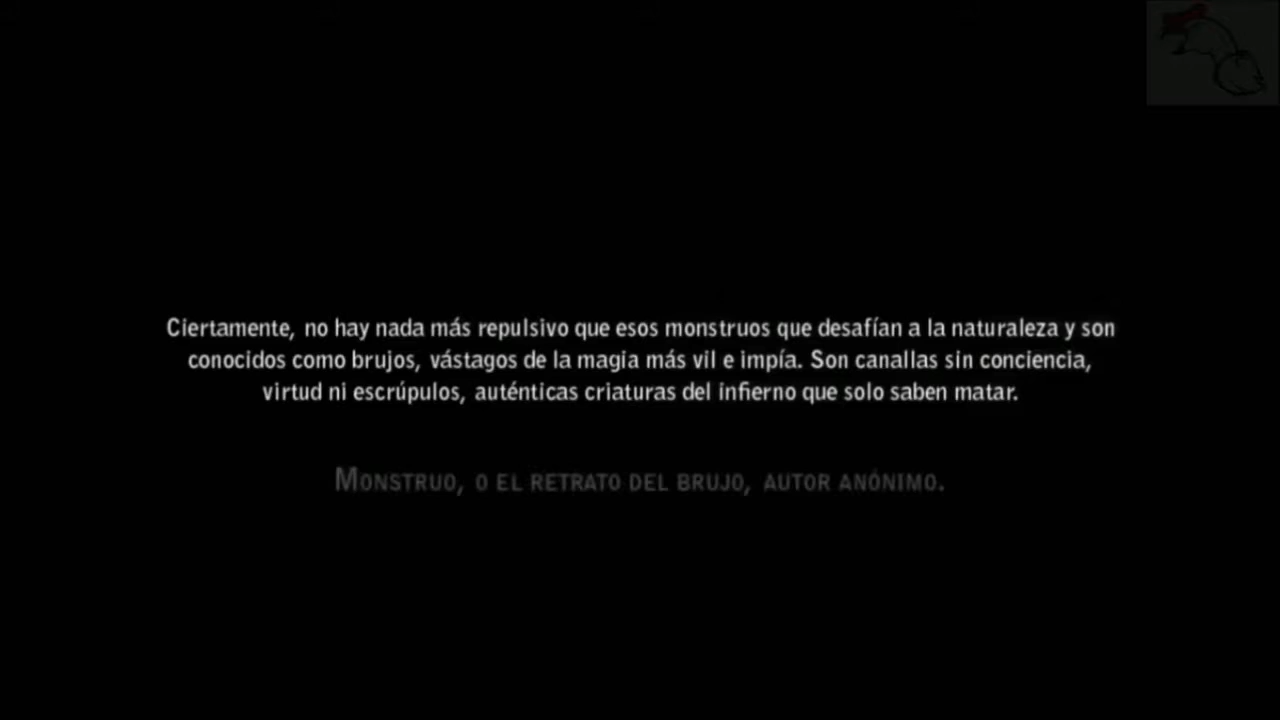 Ciertamente, no hay nada más repulsivo que esos monstruos que desafían a la naturaleza y son
conocidos como brujos, vástagos de la magia más vil e impía. Son canallas sin conciencia,
virtud ni escrúpulos, auténticas criaturas del infierno que solo saben matar.
MONSTRUO, O EL RETRATO DEL BRUJO, AUTOR ANÓNIMO.